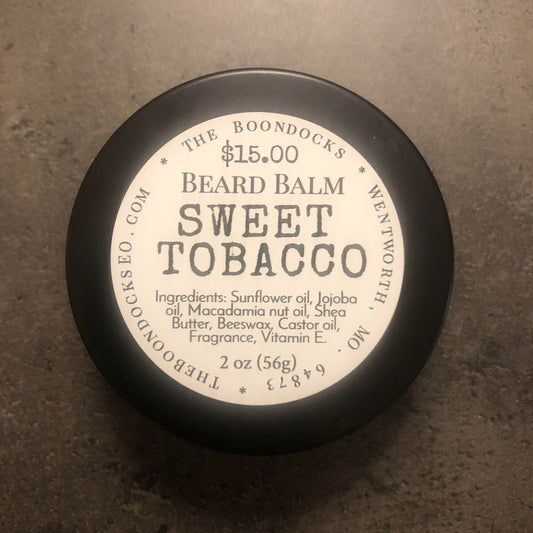 * THE BOONDOCKS * WENTWORTH, MO. 64873 * THEBOONDOCKSEO.COM
$15.00
BEARD BALM
SWEET
TOBACCO
Ingredients: Sunflower oil, Jojoba
oil, Macadamia nut oil, Shea
Butter, Beeswax, Castor oil,
Fragrance, Vitamin E.
2 oz (56g)